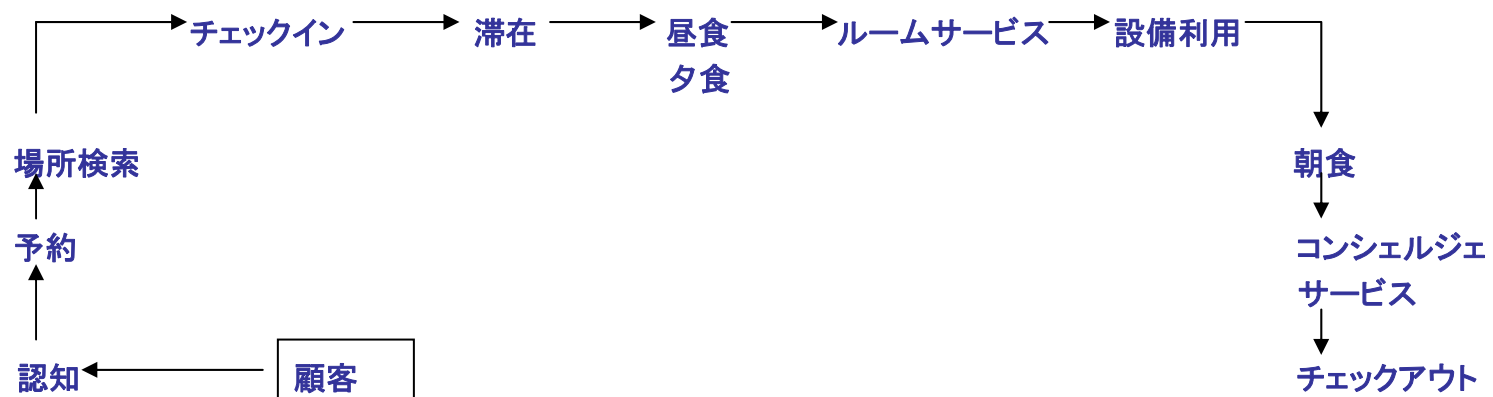 チェックイン
滞在
昼食
夕食
ルームサービス
設備利用
場所検索
朝食
予約
コンシェルジェ
サービス
認知
顧客
チェックアウト